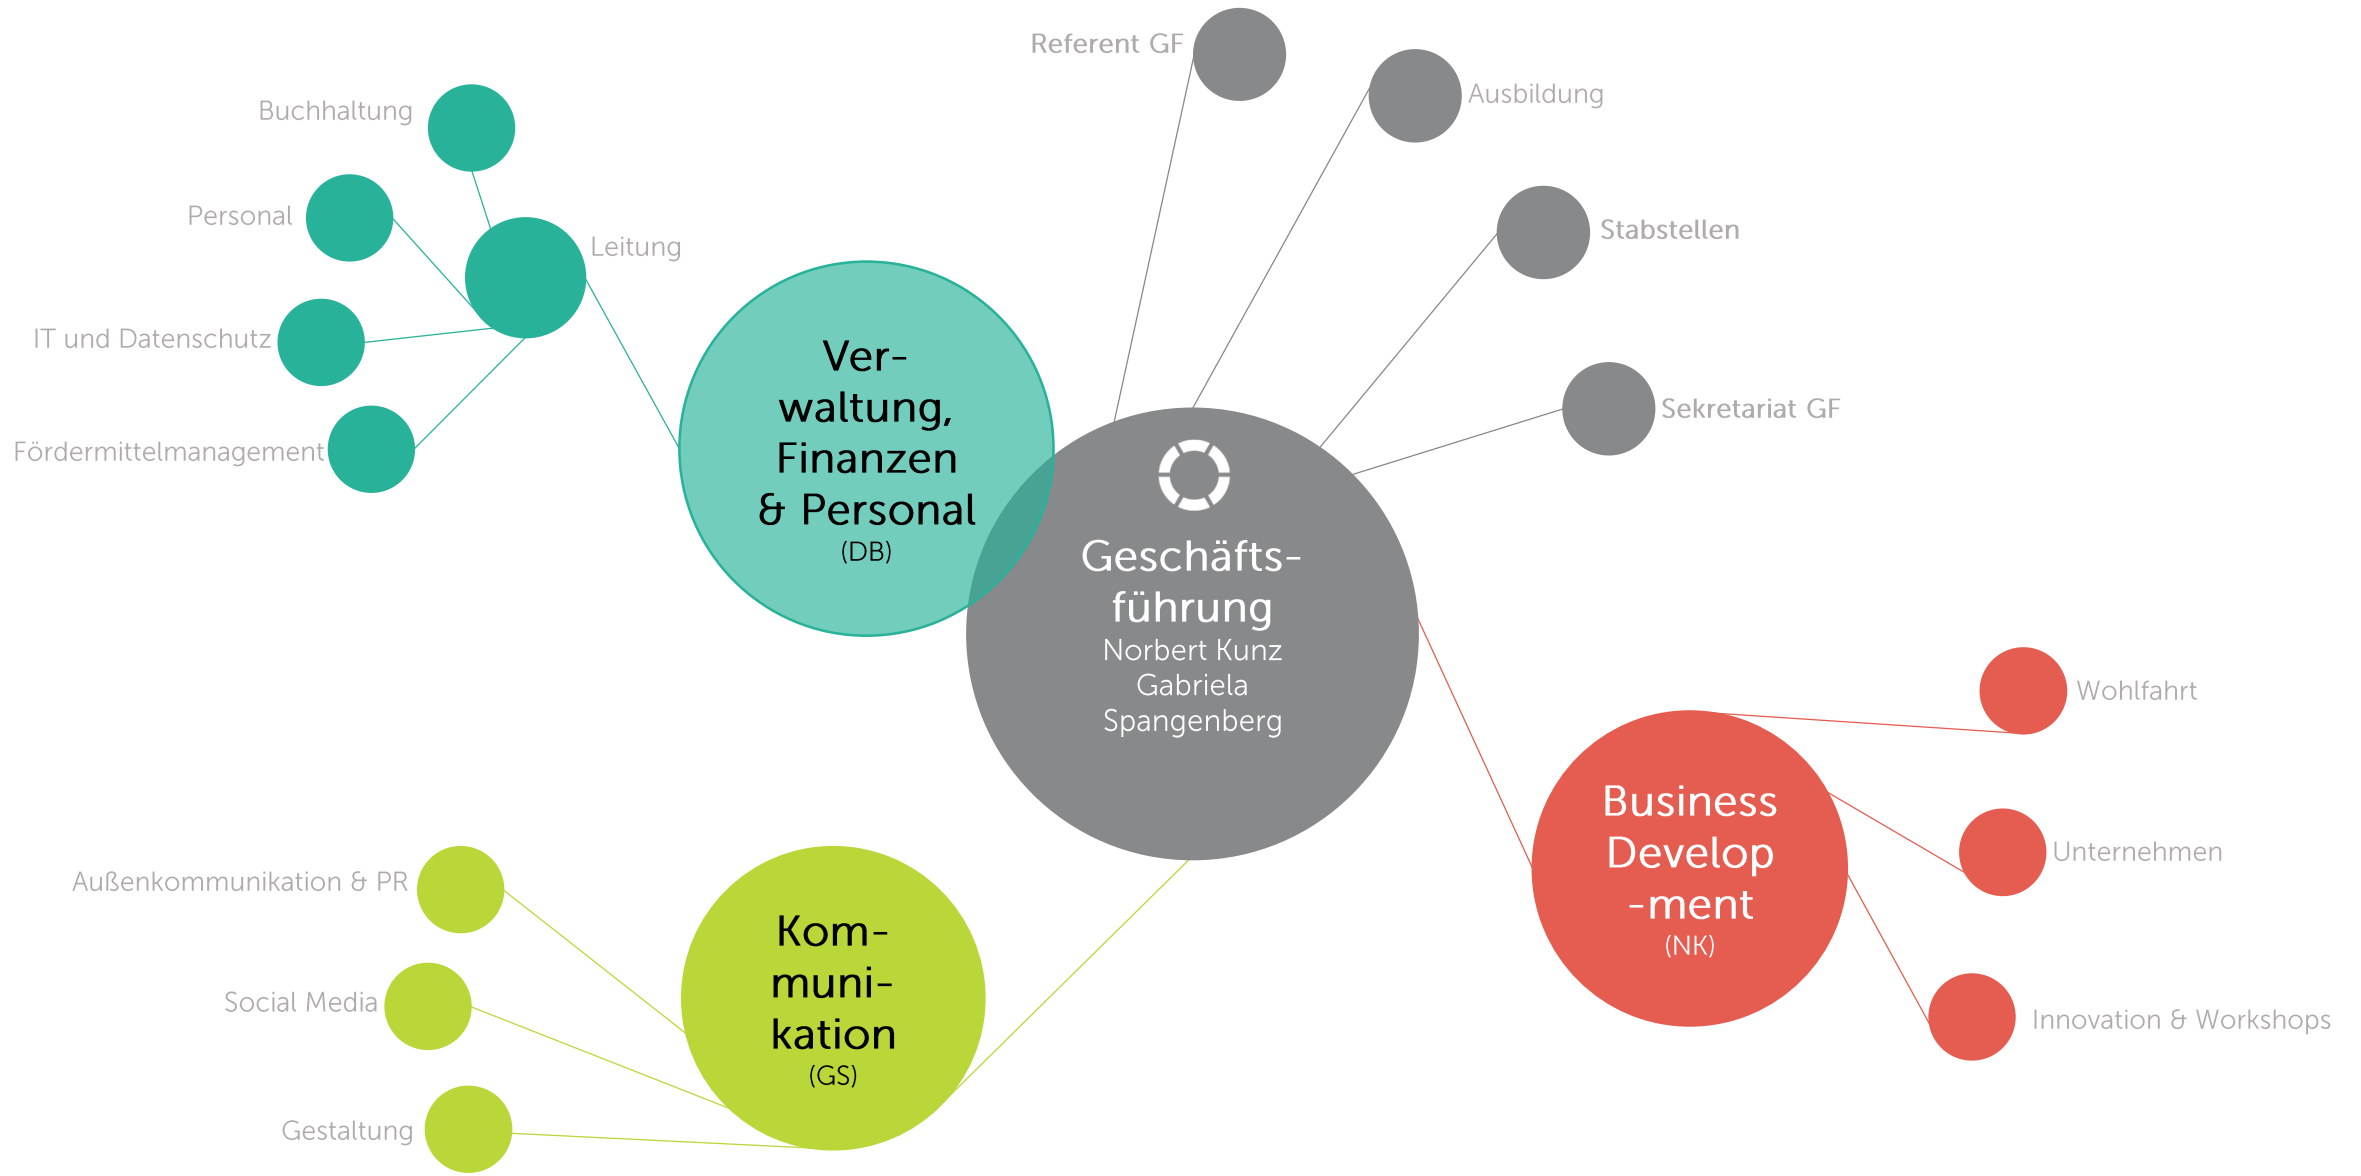 Referent GF
Ausbildung
Stabstellen
Sekretariat GF
Buchhaltung
Personal
Leitung
IT und Datenschutz
Fördermittelmanagement
Ver-
waltung,
Finanzen
& Personal
(DB)
Geschäfts-
führung
Norbert Kunz
Gabriela
Spangenberg
Wohlfahrt
Unternehmen
Innovation & Workshops
Business
Develop
-ment
(NK)
Außenkommunikation & PR
Social Media
Gestaltung
Kom-
muni-
kation
(GS)